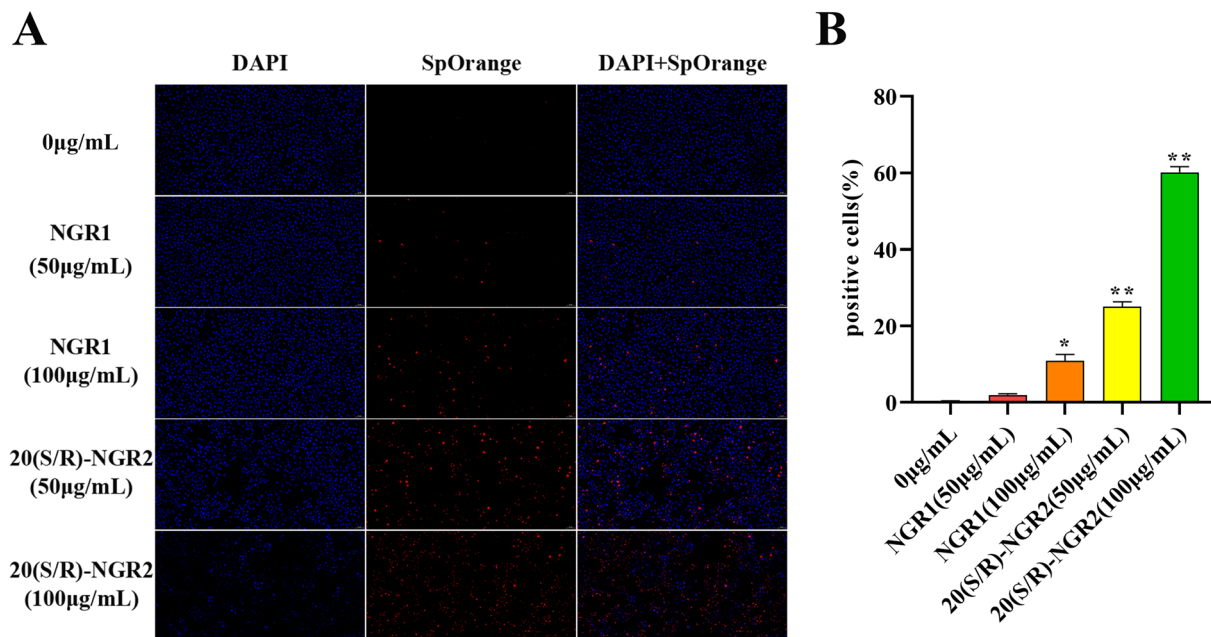 A
DAPI SpOrange DAPI+SpOrange
0μg/mL
NGR1
(50μg/mL)
NGR1
(100μg/mL)
20(S/R)-NGR2
(50μg/mL)
20(S/R)-NGR2
(100μg/mL)
B
positive cells(%)
80
60
40
20
0
*
**
**
0μg/mL
NGR1(50μg/mL)
NGR1(100μg/mL)
20(S/R)-NGR2(50μg/mL)
20(S/R)-NGR2(100μg/mL)